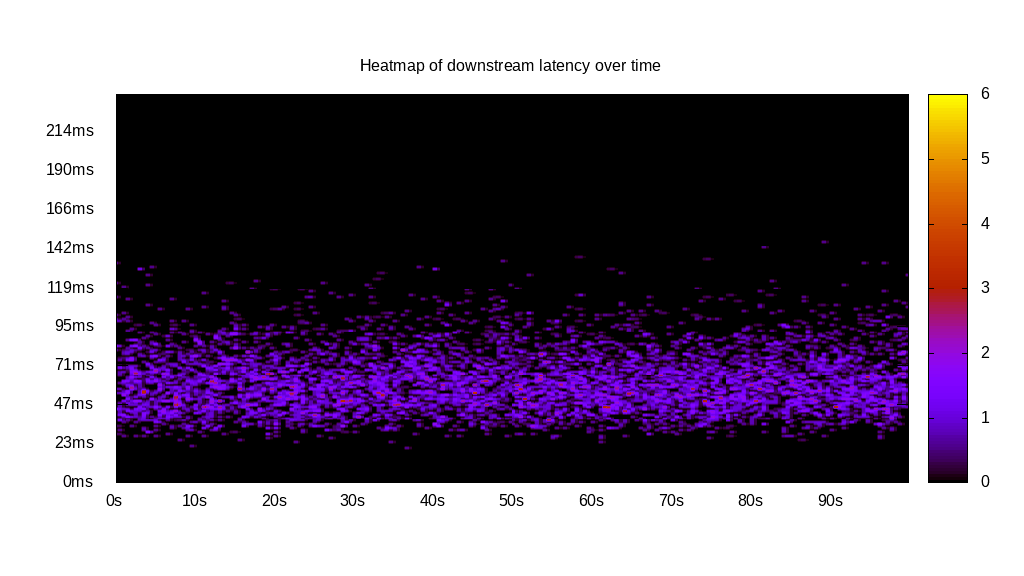 Heatmap of downstream latency over time
214ms
190ms
166ms
142ms
119ms
95ms
71ms
47ms
23ms
0ms
0s 10s 20s 30s 40s 50s 60s 70s 80s 90s
6
5
4
3
2
1
0